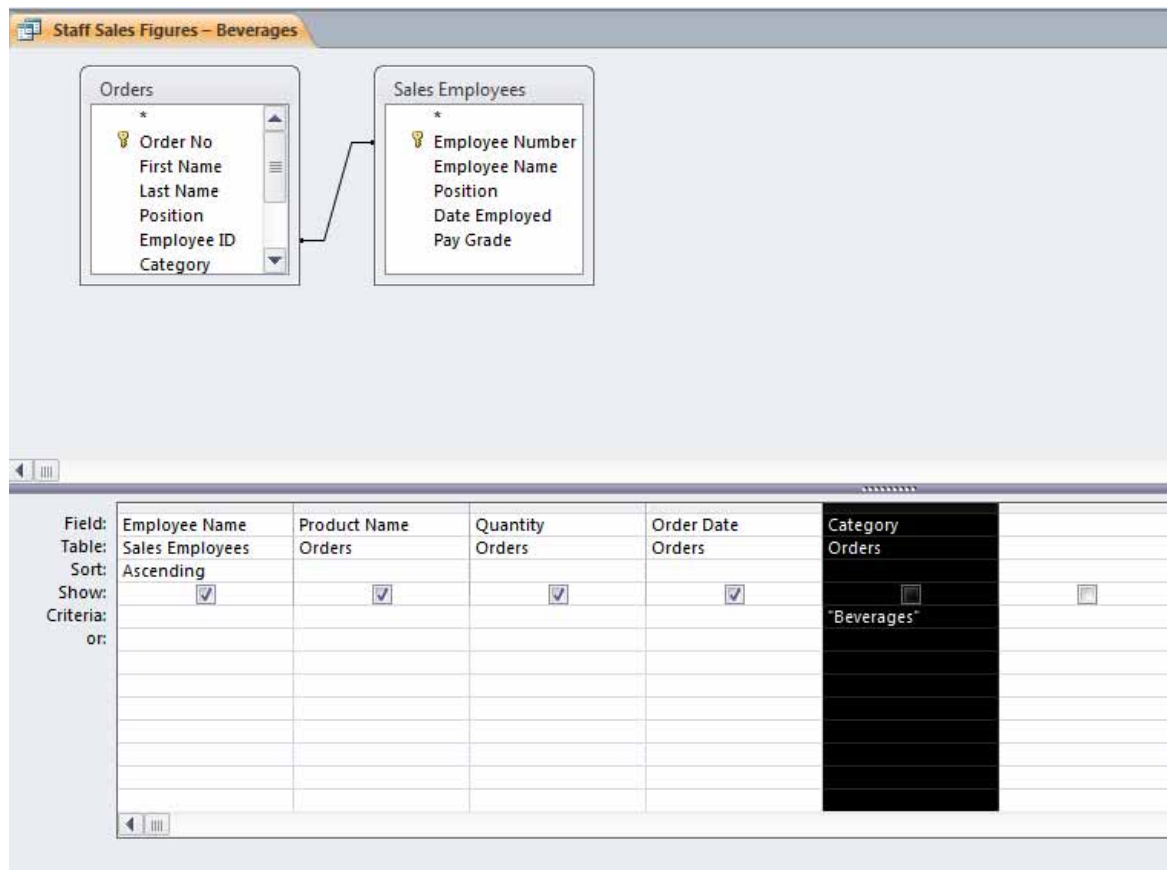 Staff Sales Figures – Beverages
Orders
*
Order No
First Name
Last Name
Position
Employee ID
Category
Sales Employees
*
Employee Number
Employee Name
Position
Date Employed
Pay Grade
Field: Employee Name Product Name Quantity Order Date Category
Table: Sales Employees Orders Orders Orders Orders
Sort: Ascending
Show:
Criteria: "Beverages"
or: